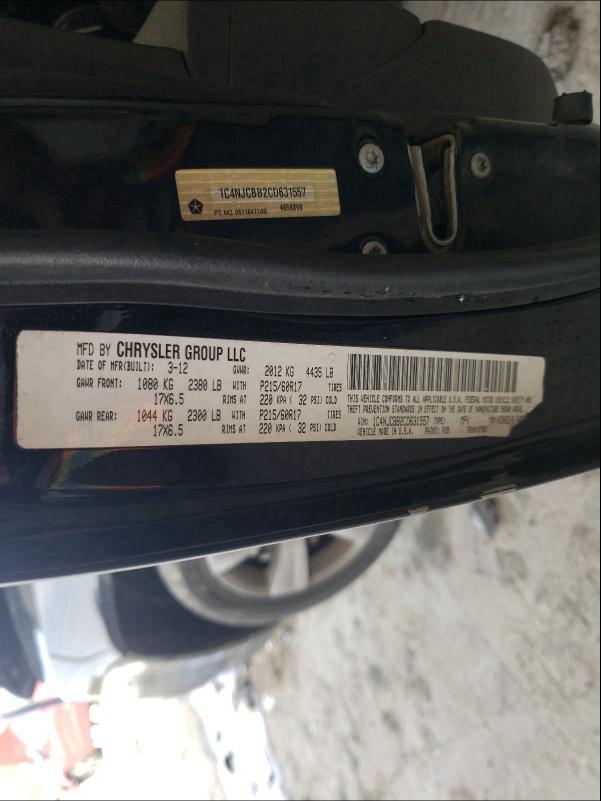 1C4NJCBB2CD631557
PT. NO. 05116471AB 4956898
MFD BY CHRYSLER GROUP LLC
DATE OF MFR(BUILT): 3-12 GVWR: 2012 KG 4435 LB
GAWR FRONT: 1080 KG 2380 LB WITH P215/60R17 TIRES
17X6.5 RIMS AT 220 KPA ( 32 PSI) COLD
GAWR REAR: 1044 KG 2300 LB WITH P215/60R17 TIRES
17X6.5 RIMS AT 220 KPA ( 32 PSI) COLD
THIS VEHICLE CONFORMS TO ALL APPLICABLE U.S.A. FEDERAL MOTOR VEHICLE SAFETY AND
THEFT PREVENTION STANDARDS IN EFFECT ON THE DATE OF MANUFACTURE SHOWN ABOVE.
VIN: 1C4NJCBB2CD631557 TYPE: MPV
VEHICLE MADE IN U.S.A. PAINT: PXB